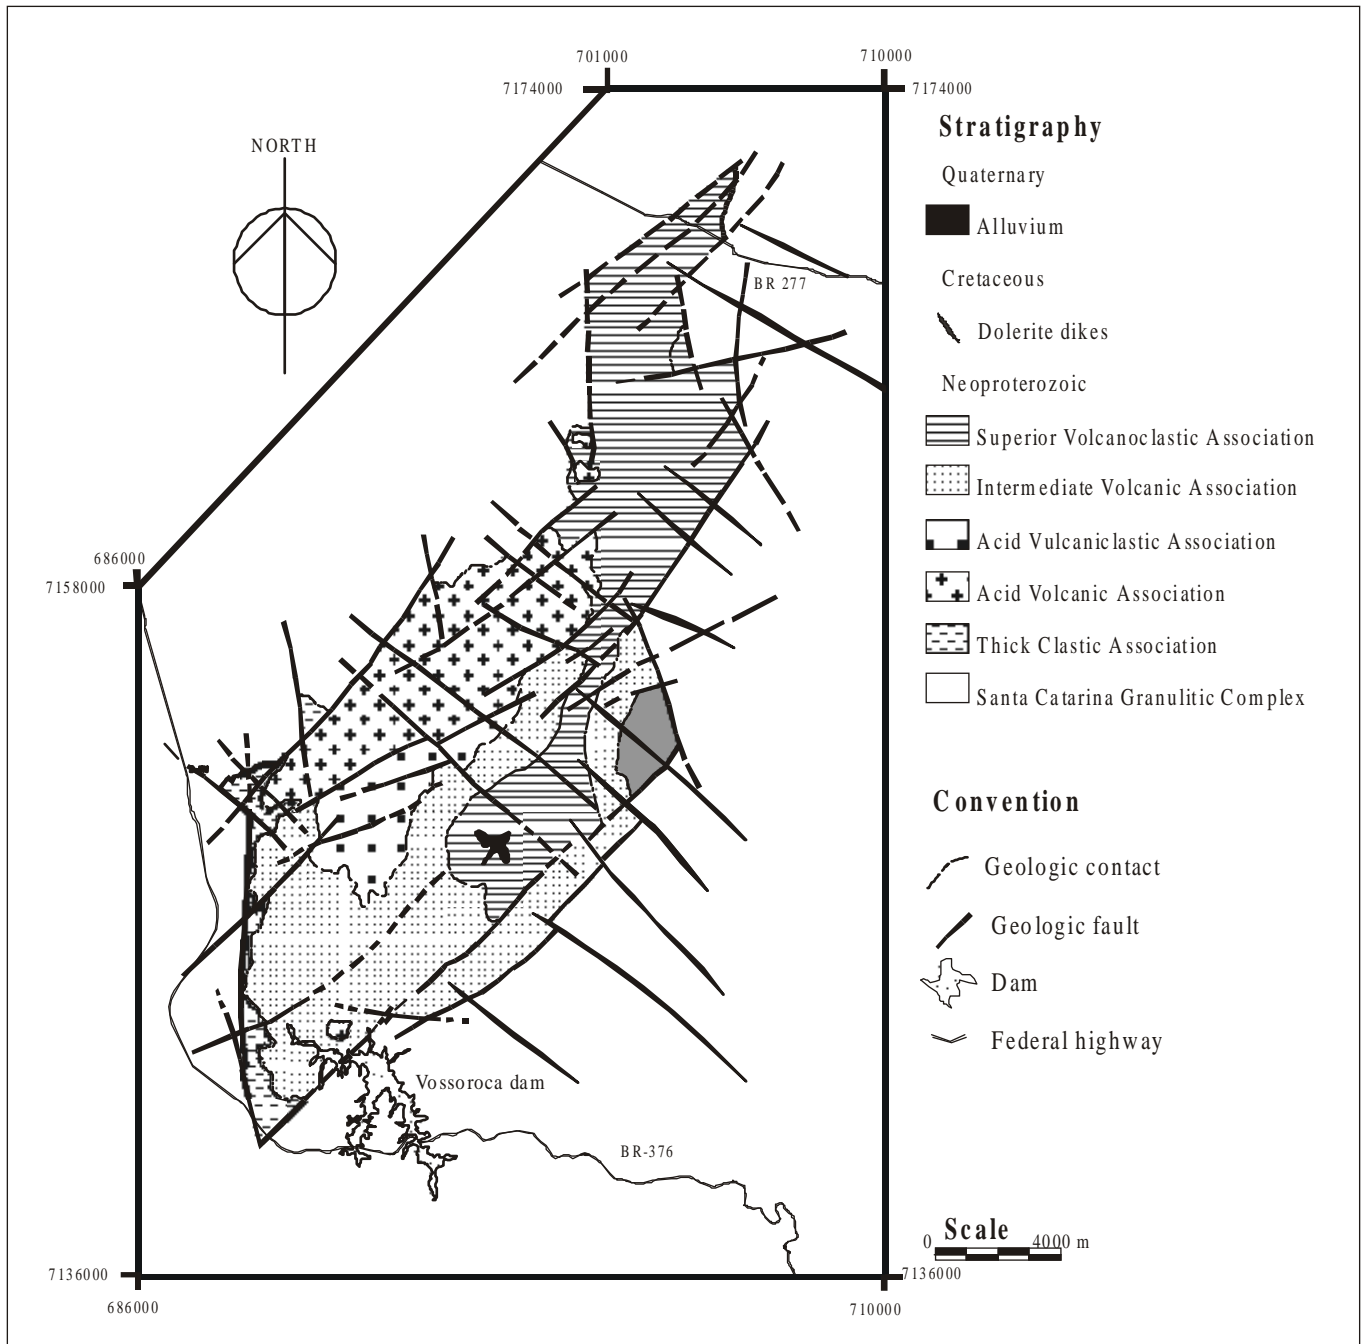 701000
710000
7174000
7174000
NORTH
BR 277
686000
7158000
Vossoroca dam
BR-376
7136000
7136000
686000
710000
Stratigraphy
Quaternary
Alluvium
Cretaceous
Dolerite dikes
Neoproterozoic
Superior Volcanoclastic Association
Intermediate Volcanic Association
Acid Vulcaniclastic Association
Acid Volcanic Association
Thick Clastic Association
Santa Catarina Granulitic Complex
Convention
Geologic contact
Geologic fault
Dam
Federal highway
Scale
0 4000 m